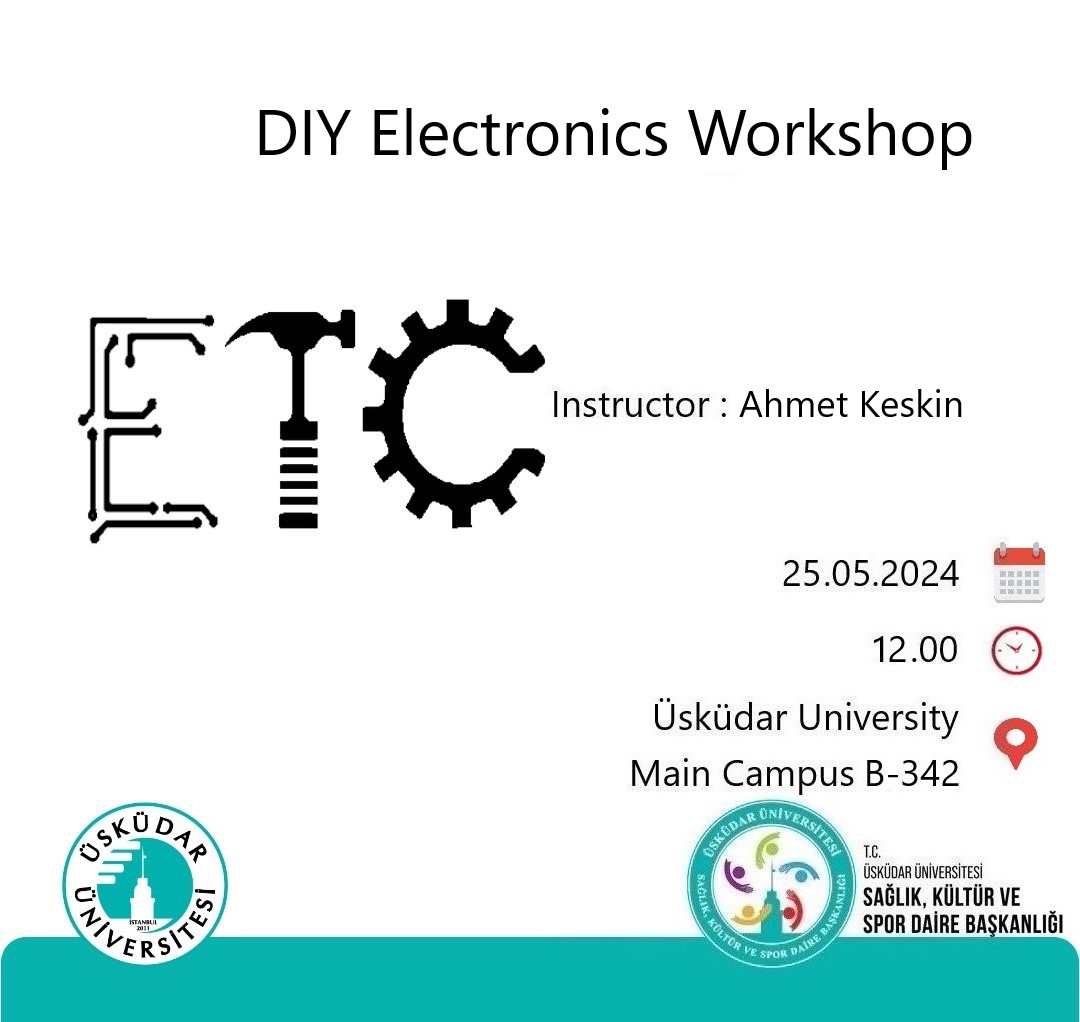 DIY Electronics Workshop
ETC
Instructor : Ahmet Keskin
25.05.2024
12.00
Üsküdar University
Main Campus B-342
ÜSKÜDAR
ÜNİVERSİTESİ
İSTANBUL
2011
ÜSKÜDAR ÜNİVERSİTESİ
SAĞLIK, KÜLTÜR VE SPOR DAİRE BAŞKANLIĞI
T.C.
ÜSKÜDAR ÜNİVERSİTESİ
SAĞLIK, KÜLTÜR VE
SPOR DAİRE BAŞKANLIĞI